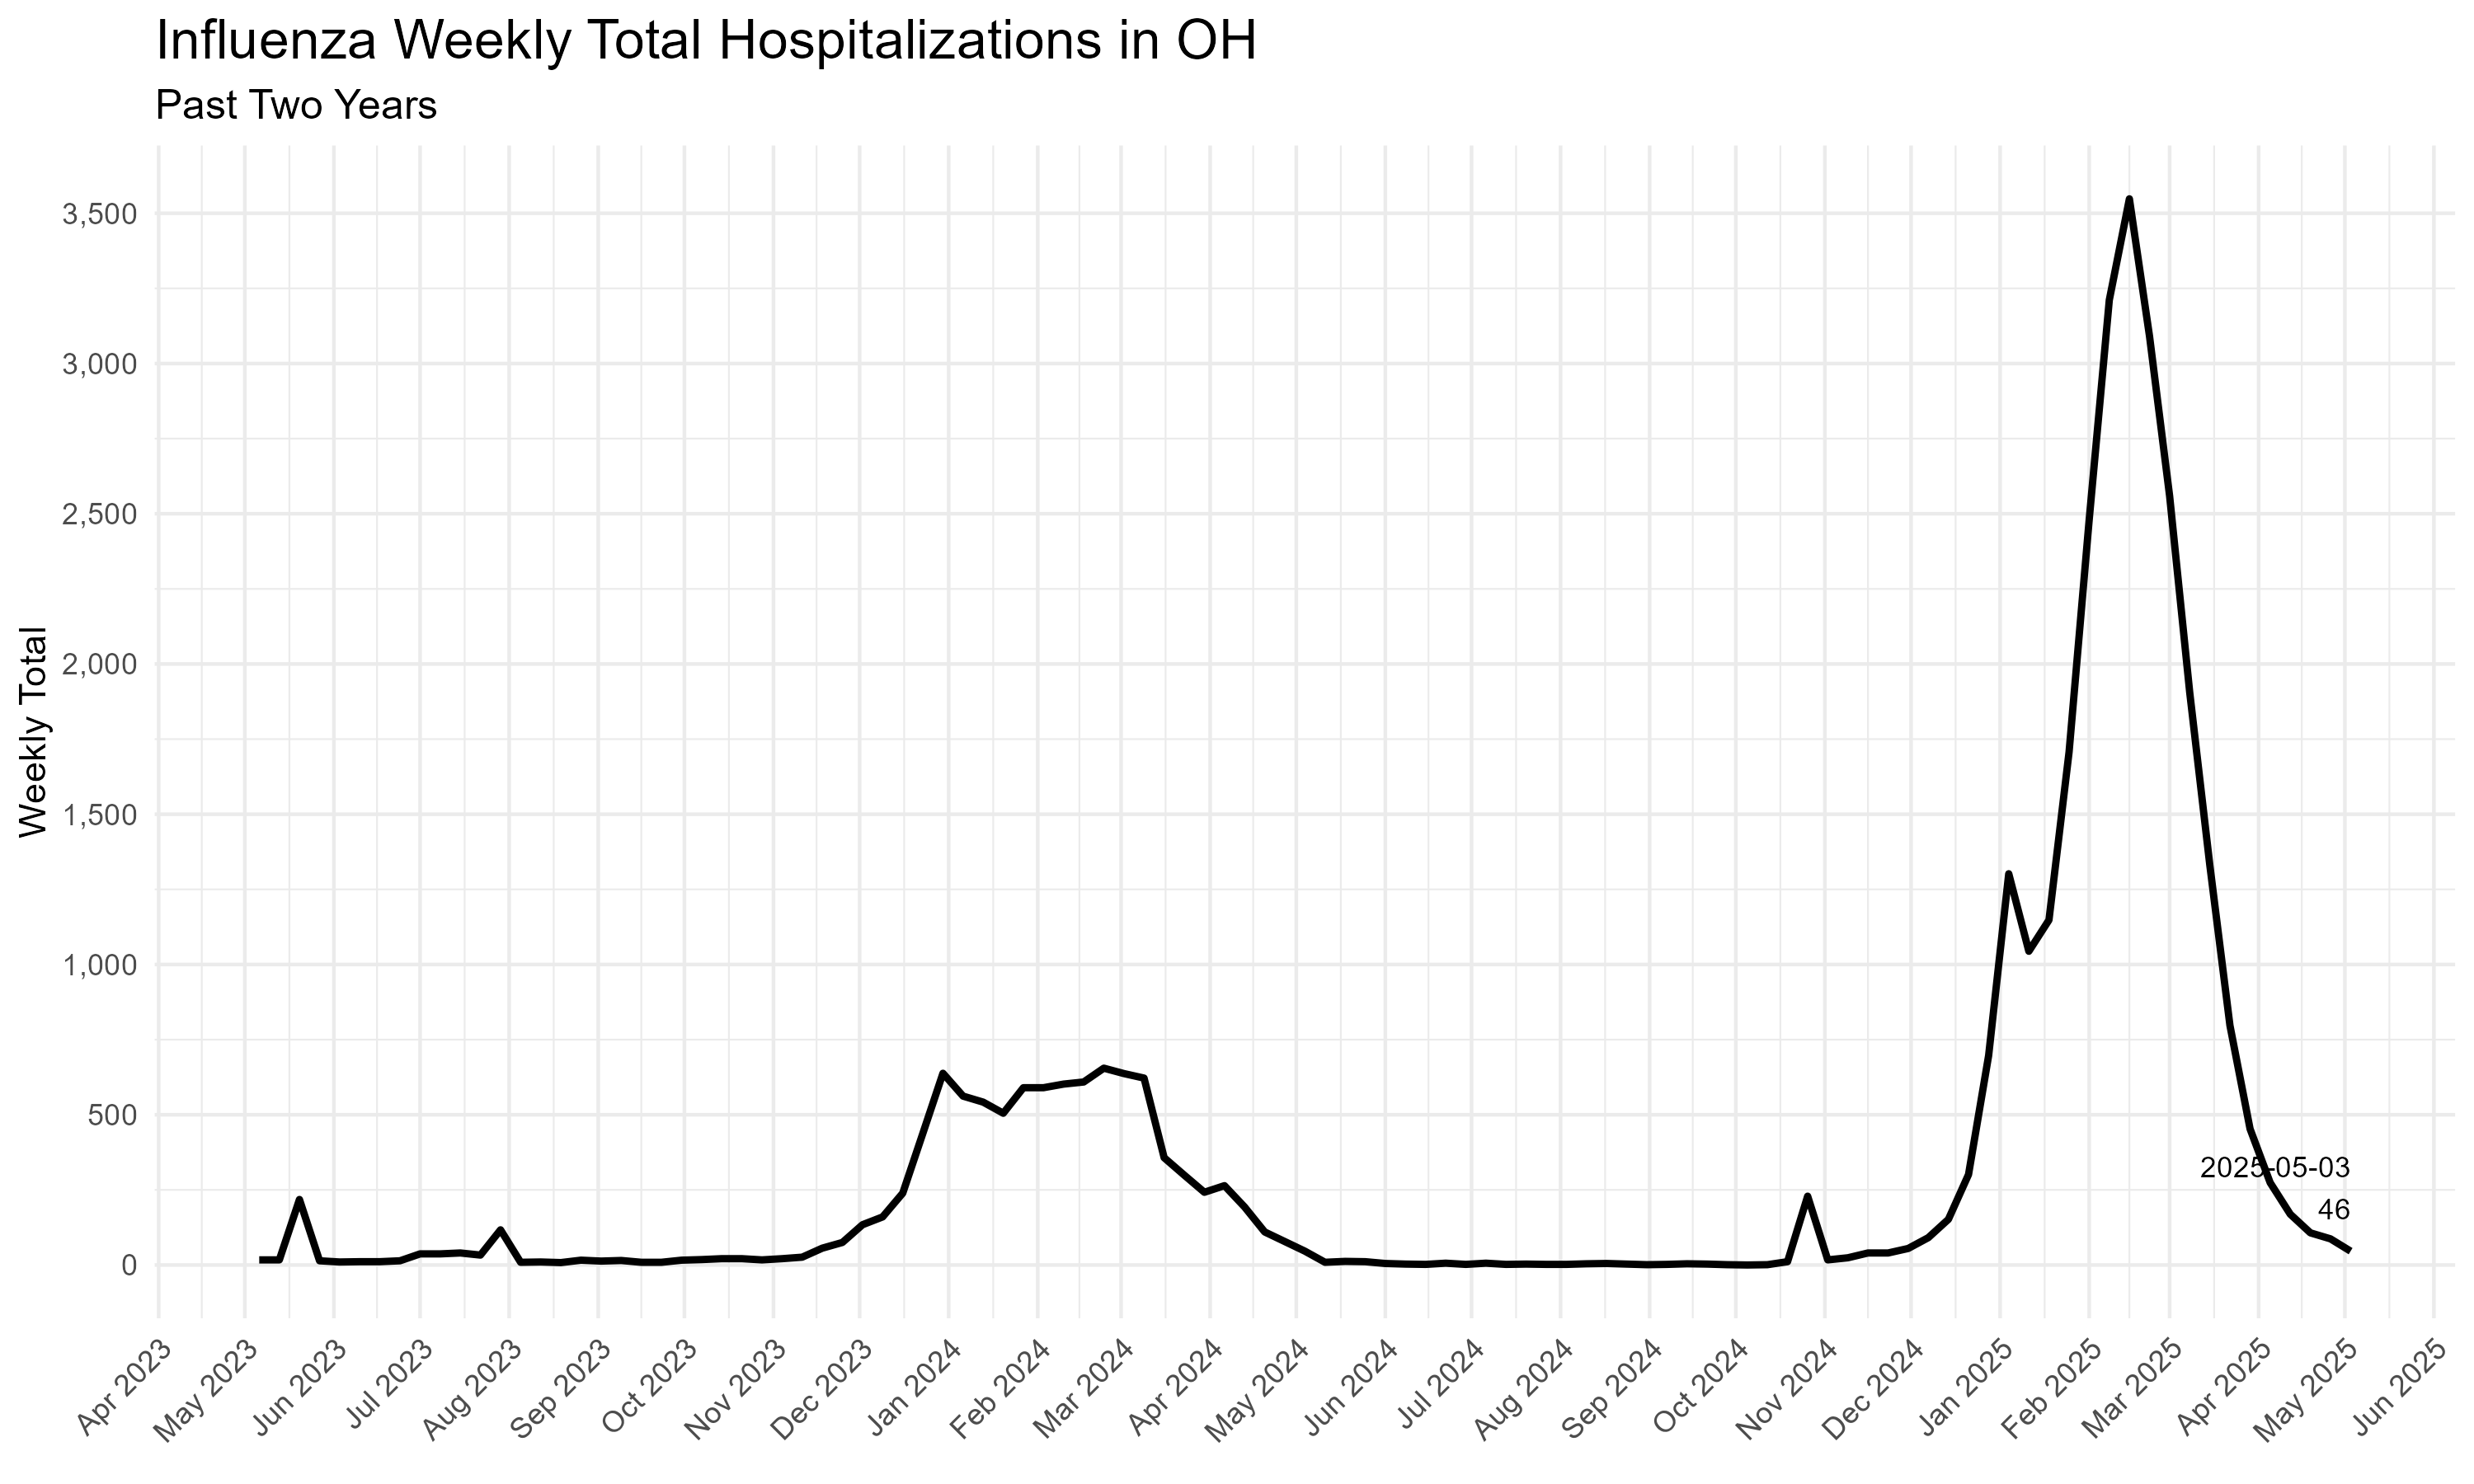 Influenza Weekly Total Hospitalizations in OH
Past Two Years
Weekly Total
3,500
3,000
2,500
2,000
1,500
1,000
500
0
2025-05-03
46
Apr 2023
May 2023
Jun 2023
Jul 2023
Aug 2023
Sep 2023
Oct 2023
Nov 2023
Dec 2023
Jan 2024
Feb 2024
Mar 2024
Apr 2024
May 2024
Jun 2024
Jul 2024
Aug 2024
Sep 2024
Oct 2024
Nov 2024
Dec 2024
Jan 2025
Feb 2025
Mar 2025
Apr 2025
May 2025
Jun 2025